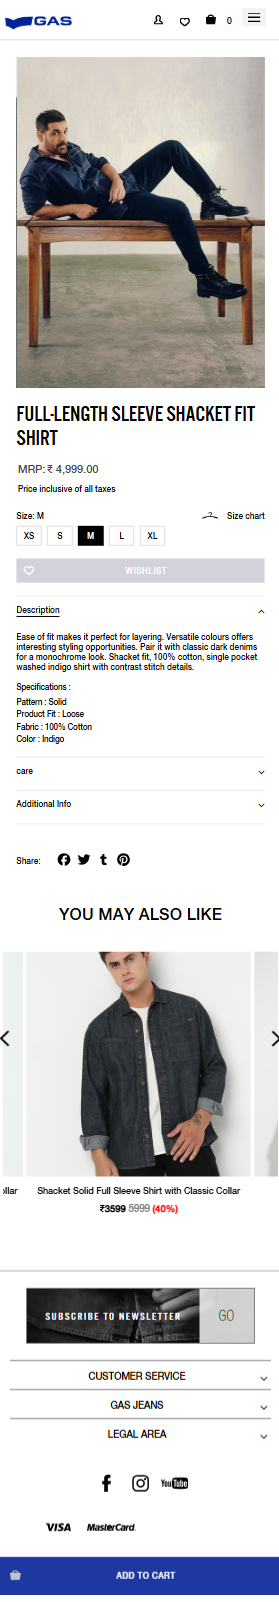 GAS
0
FULL-LENGTH SLEEVE SHACKET FIT
SHIRT
MRP: ₹ 4,999.00
Price inclusive of all taxes
Size: M
Size chart
XS S M L XL
WISHLIST
Description
Ease of fit makes it perfect for layering. Versatile colours offers
interesting styling opportunities. Pair it with classic dark denims
for a monochrome look. Shacket fit, 100% cotton, single pocket
washed indigo shirt with contrast stitch details.
Specifications :
Pattern : Solid
Product Fit : Loose
Fabric : 100% Cotton
Color : Indigo
care
Additional Info
Share:
YOU MAY ALSO LIKE
ollar
Shacket Solid Full Sleeve Shirt with Classic Collar
₹3599 5999 (40%)
SUBSCRIBE TO NEWSLETTER
GO
CUSTOMER SERVICE
GAS JEANS
LEGAL AREA
YouTube
VISA MasterCard.
ADD TO CART